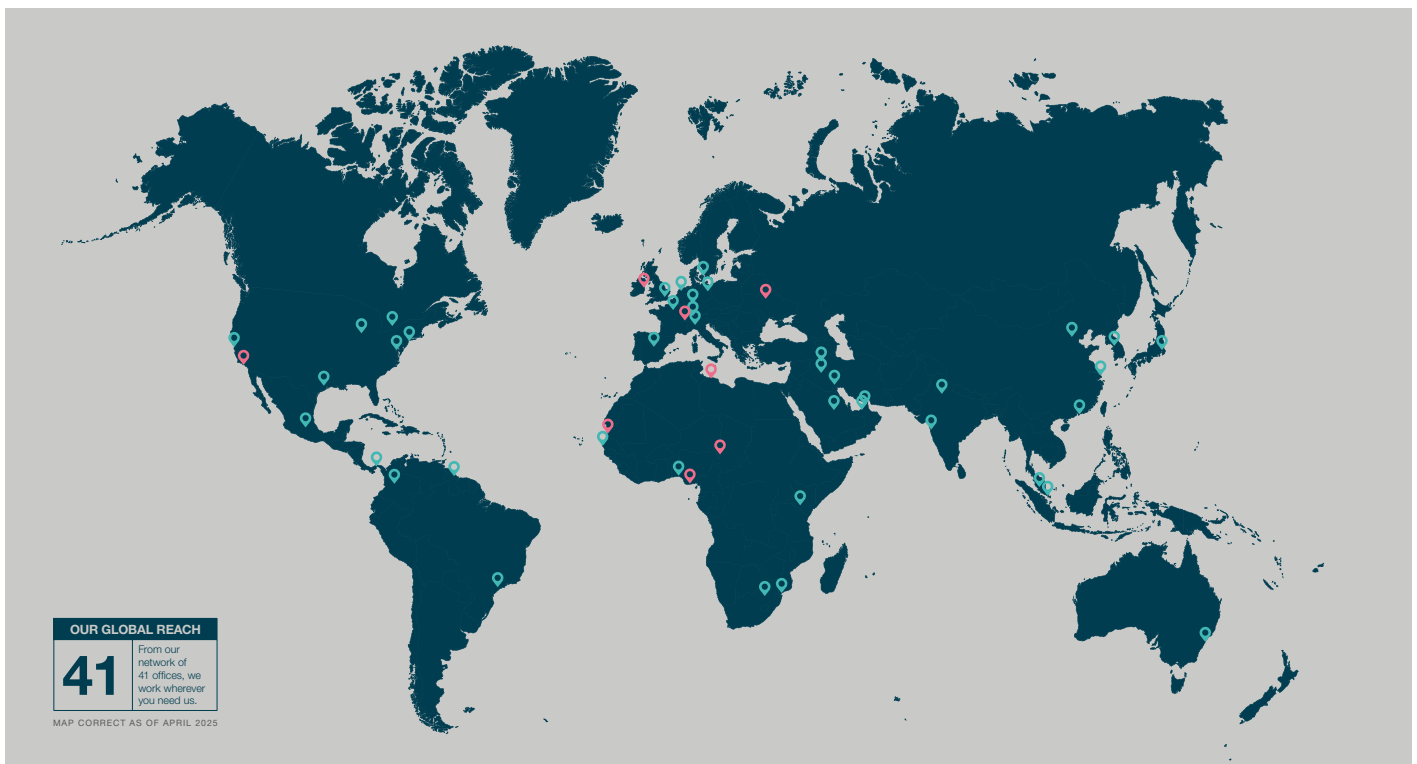 OUR GLOBAL REACH
41
From our
network of
41 offices, we
work wherever
you need us.
MAP CORRECT AS OF APRIL 2025